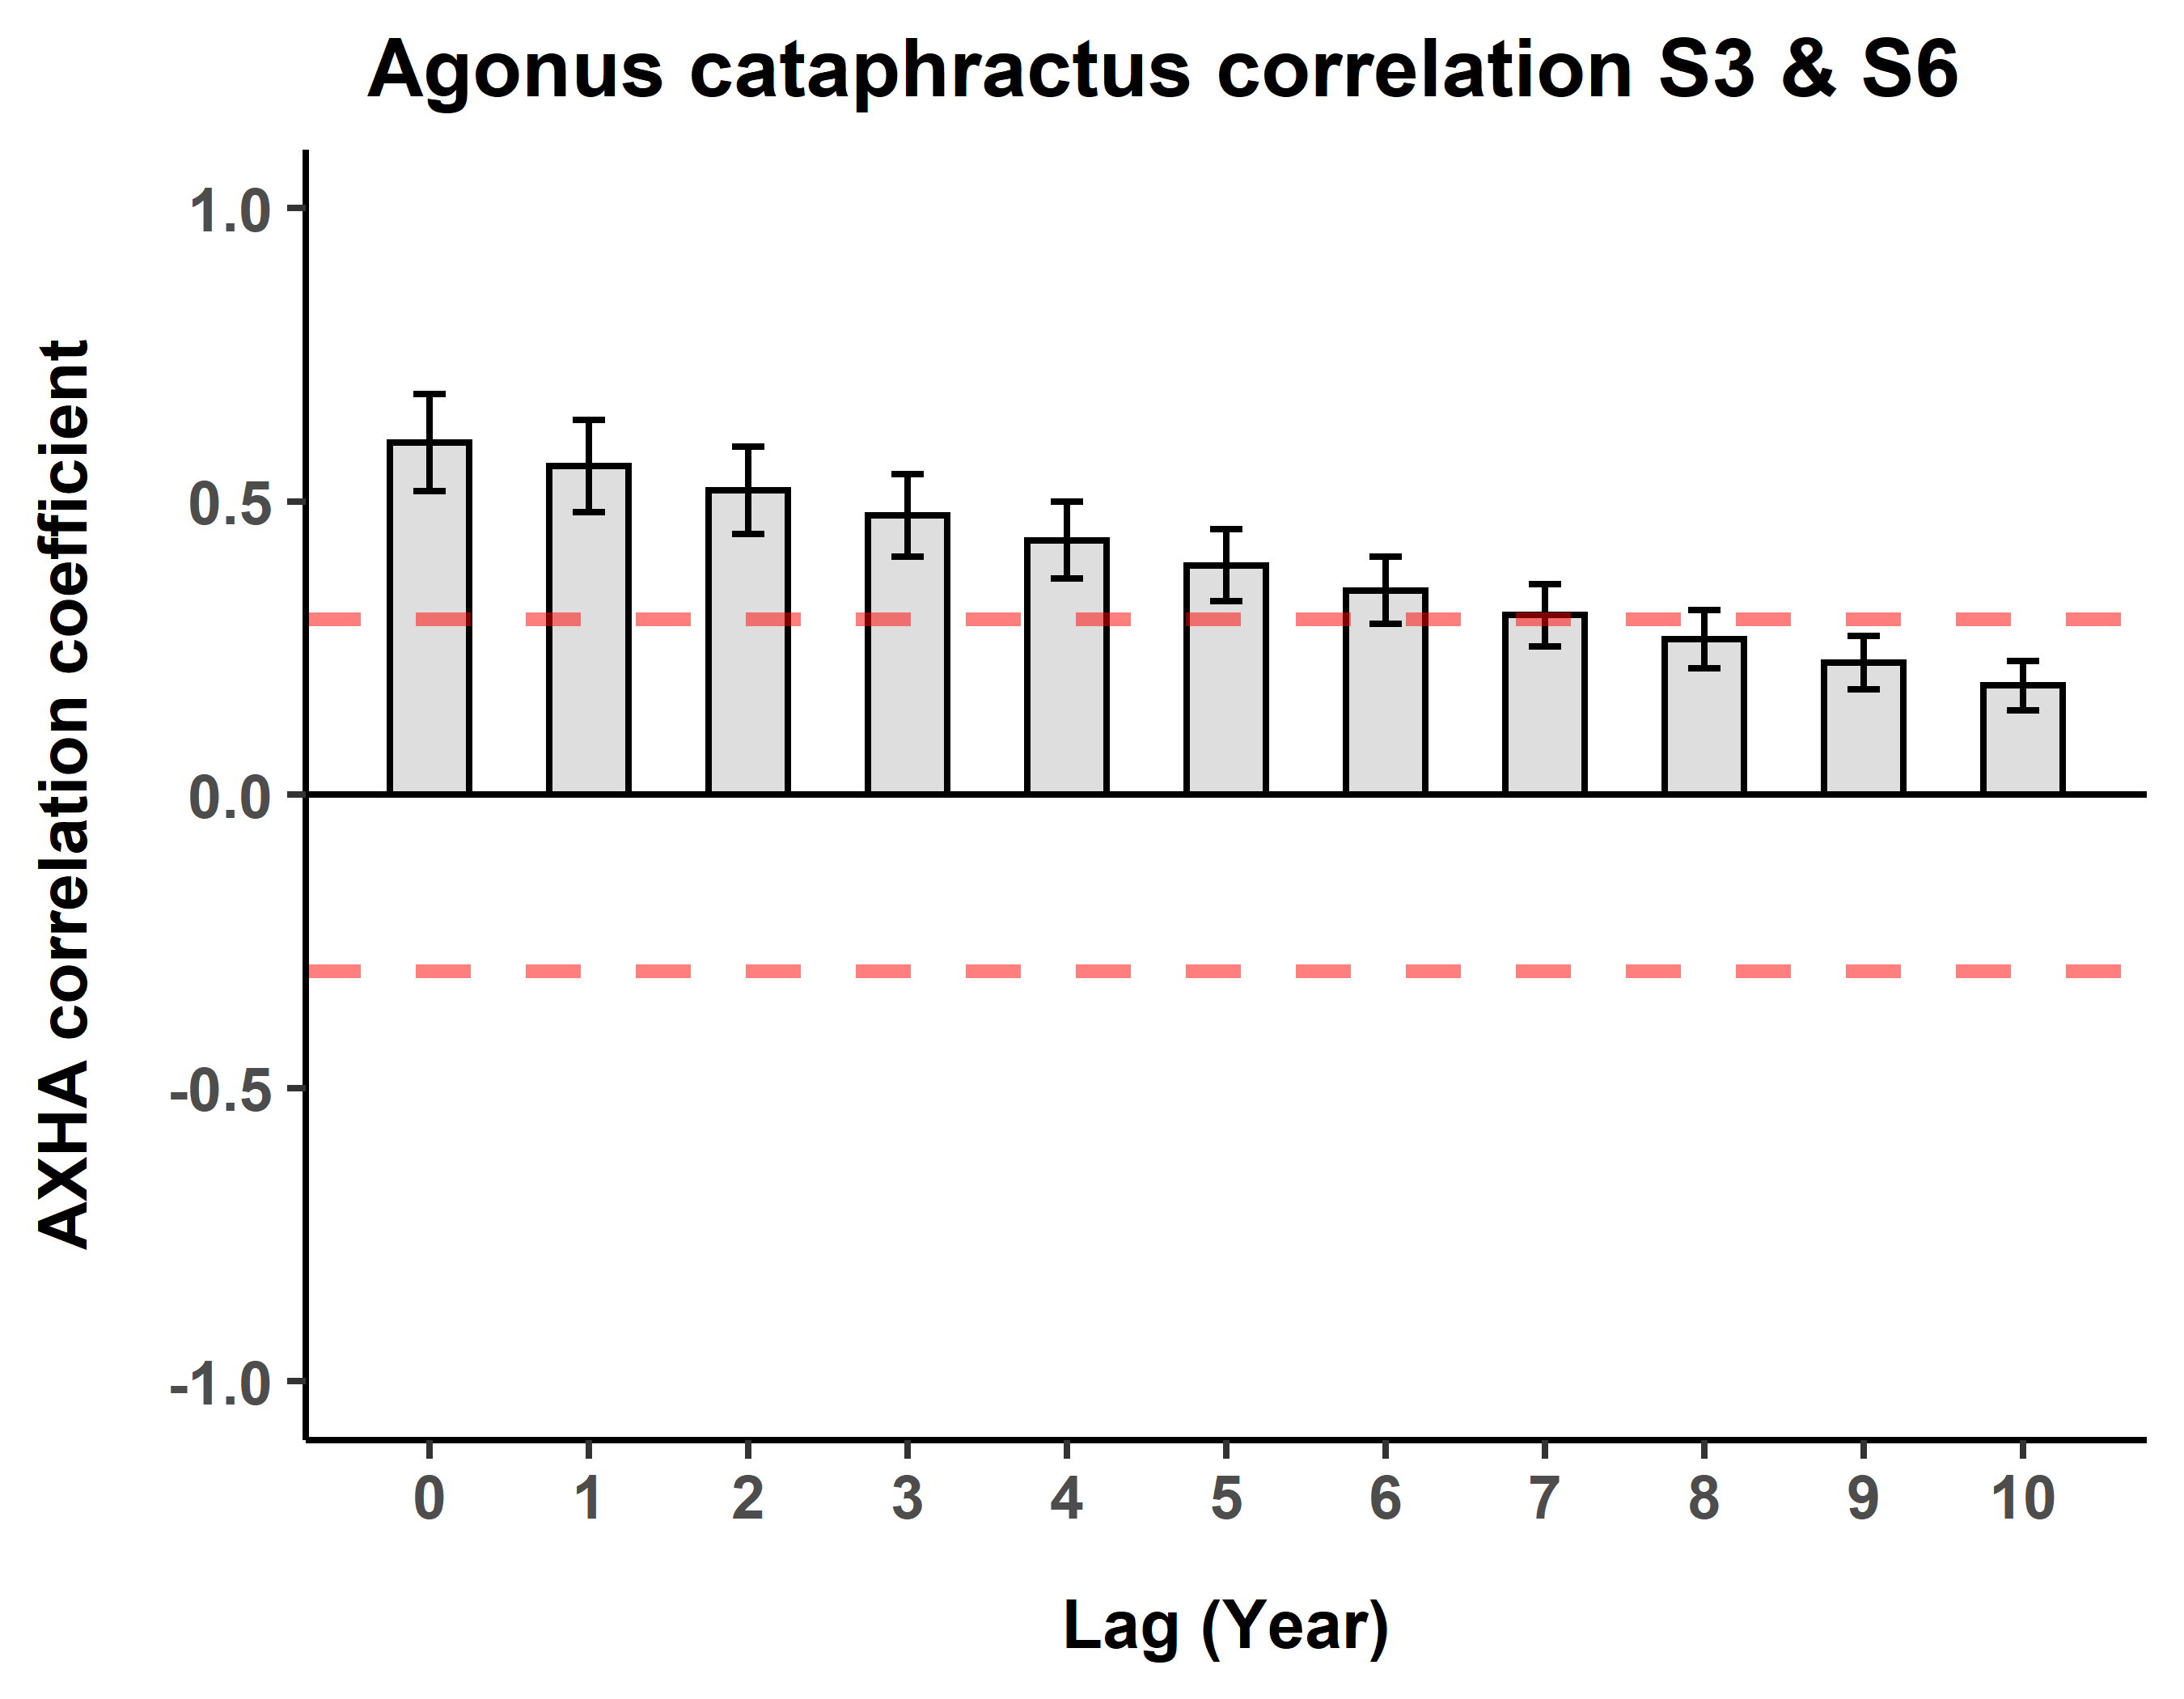 Agonus cataphractus correlation S3 & S6
AXHA correlation coefficient
1.0
0.5
0.0
-0.5
-1.0
0 1 2 3 4 5 6 7 8 9 10
Lag (Year)